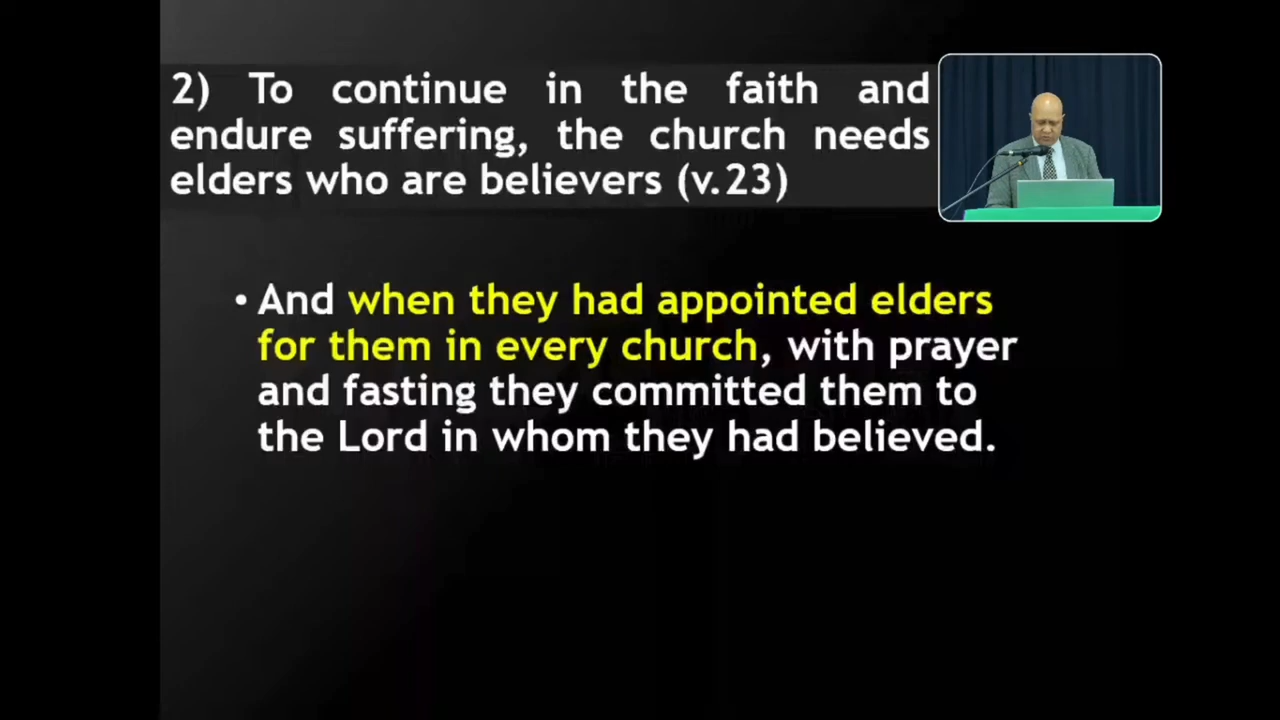 2) To continue in the faith and
endure suffering, the church needs
elders who are believers (v.23)
• And when they had appointed elders
for them in every church, with prayer
and fasting they committed them to
the Lord in whom they had believed.